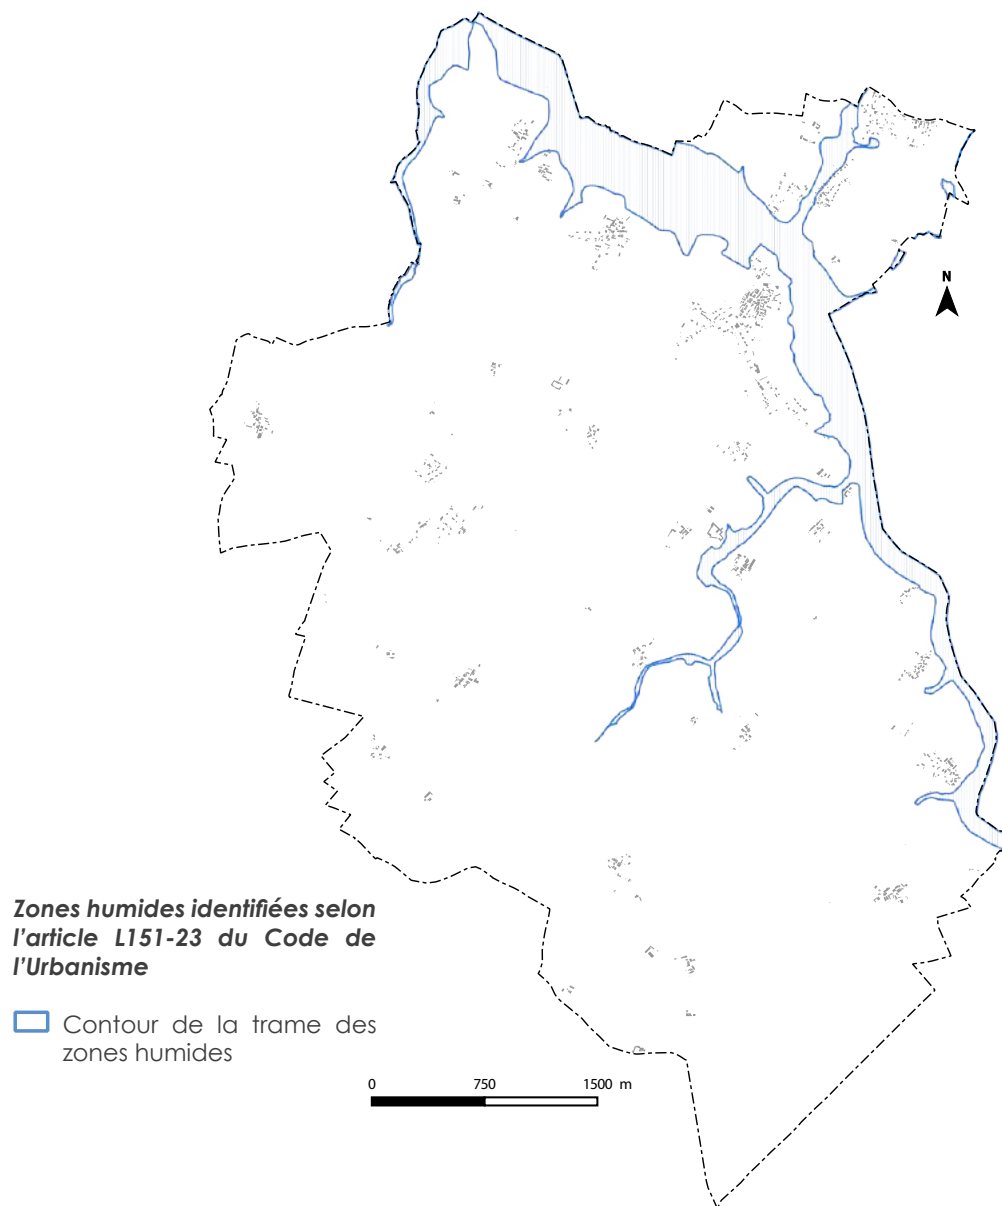 N
Zones humides identifiées selon
l'article L151-23 du Code de
l'Urbanisme
Contour de la trame des
zones humides
0 750 1500 m